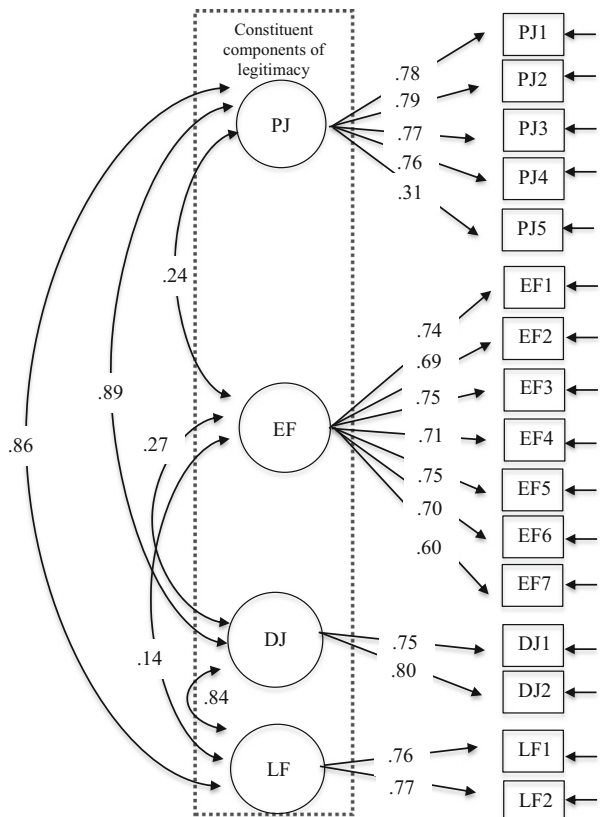 Constituent
components of
legitimacy
PJ
EF
DJ
LF
.24
.89
.86
.27
.14
.84
.78
.79
.77
.76
.31
.74
.69
.75
.71
.75
.70
.60
.75
.80
.76
.77
PJ1
PJ2
PJ3
PJ4
PJ5
EF1
EF2
EF3
EF4
EF5
EF6
EF7
DJ1
DJ2
LF1
LF2